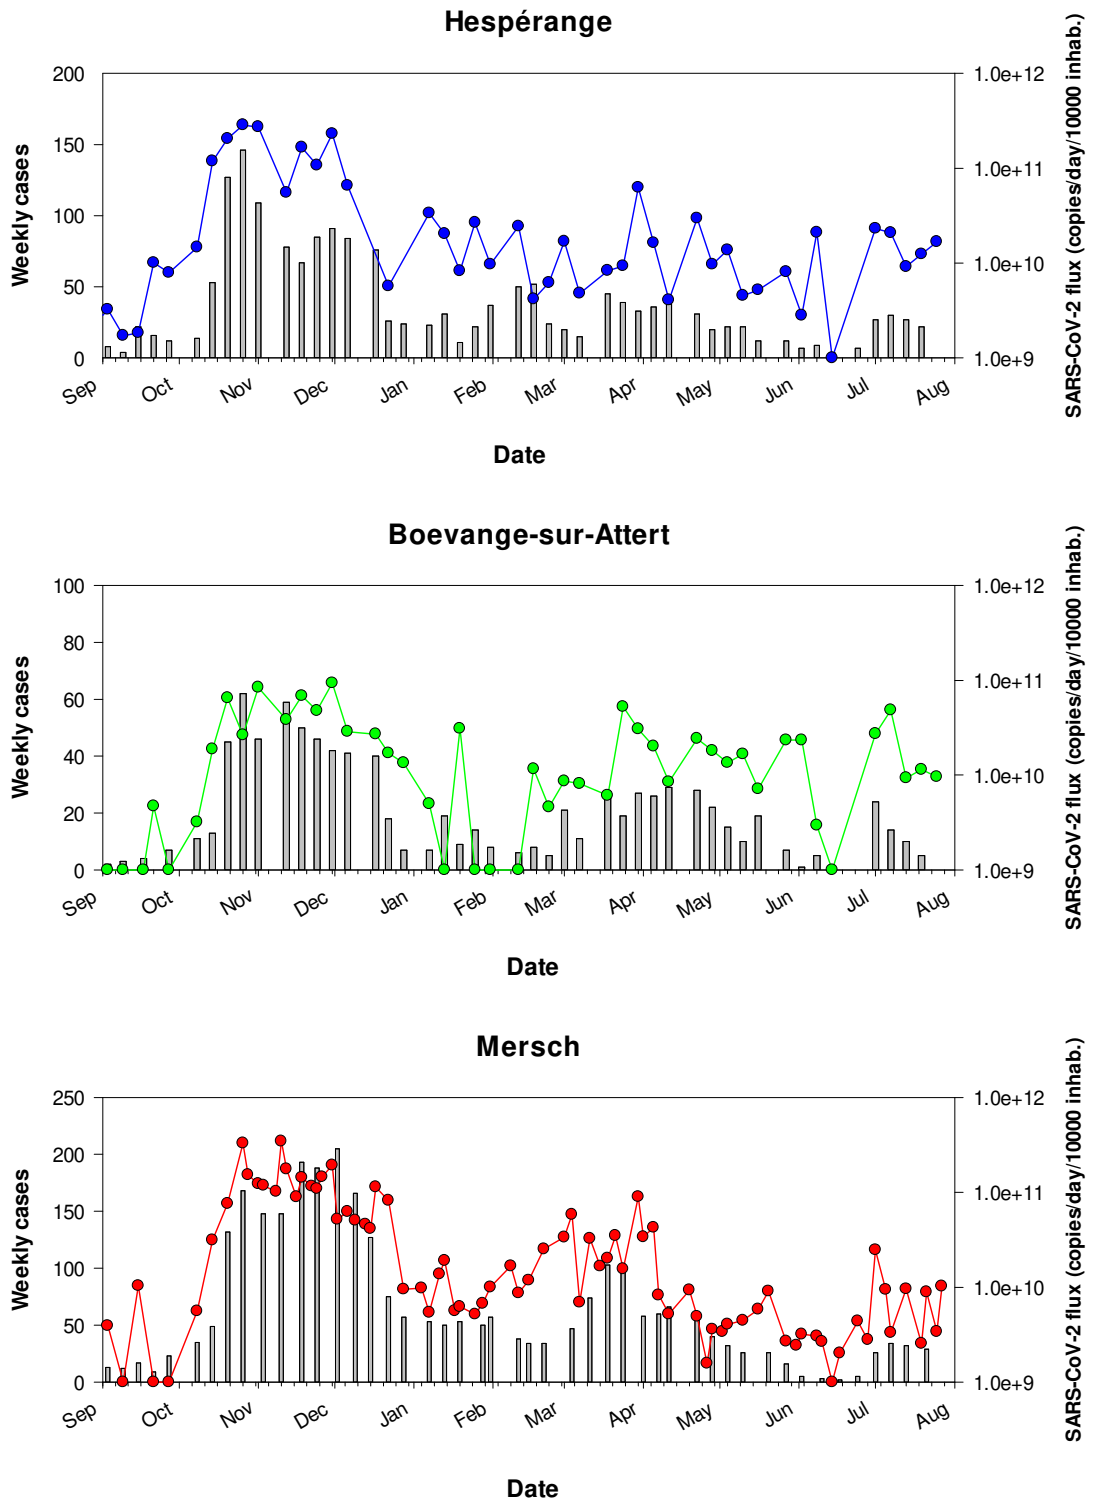 Hespérange
Weekly cases
SARS-CoV-2 flux (copies/day/10000 inhab.)
200
150
100
50
0
1.0e+12
1.0e+11
1.0e+10
1.0e+9
Sep Oct Nov Dec Jan Feb Mar Apr May Jun Jul Aug
Date
Boevange-sur-Attert
Weekly cases
SARS-CoV-2 flux (copies/day/10000 inhab.)
100
80
60
40
20
0
1.0e+12
1.0e+11
1.0e+10
1.0e+9
Sep Oct Nov Dec Jan Feb Mar Apr May Jun Jul Aug
Date
Mersch
Weekly cases
SARS-CoV-2 flux (copies/day/10000 inhab.)
250
200
150
100
50
0
1.0e+12
1.0e+11
1.0e+10
1.0e+9
Sep Oct Nov Dec Jan Feb Mar Apr May Jun Jul Aug
Date